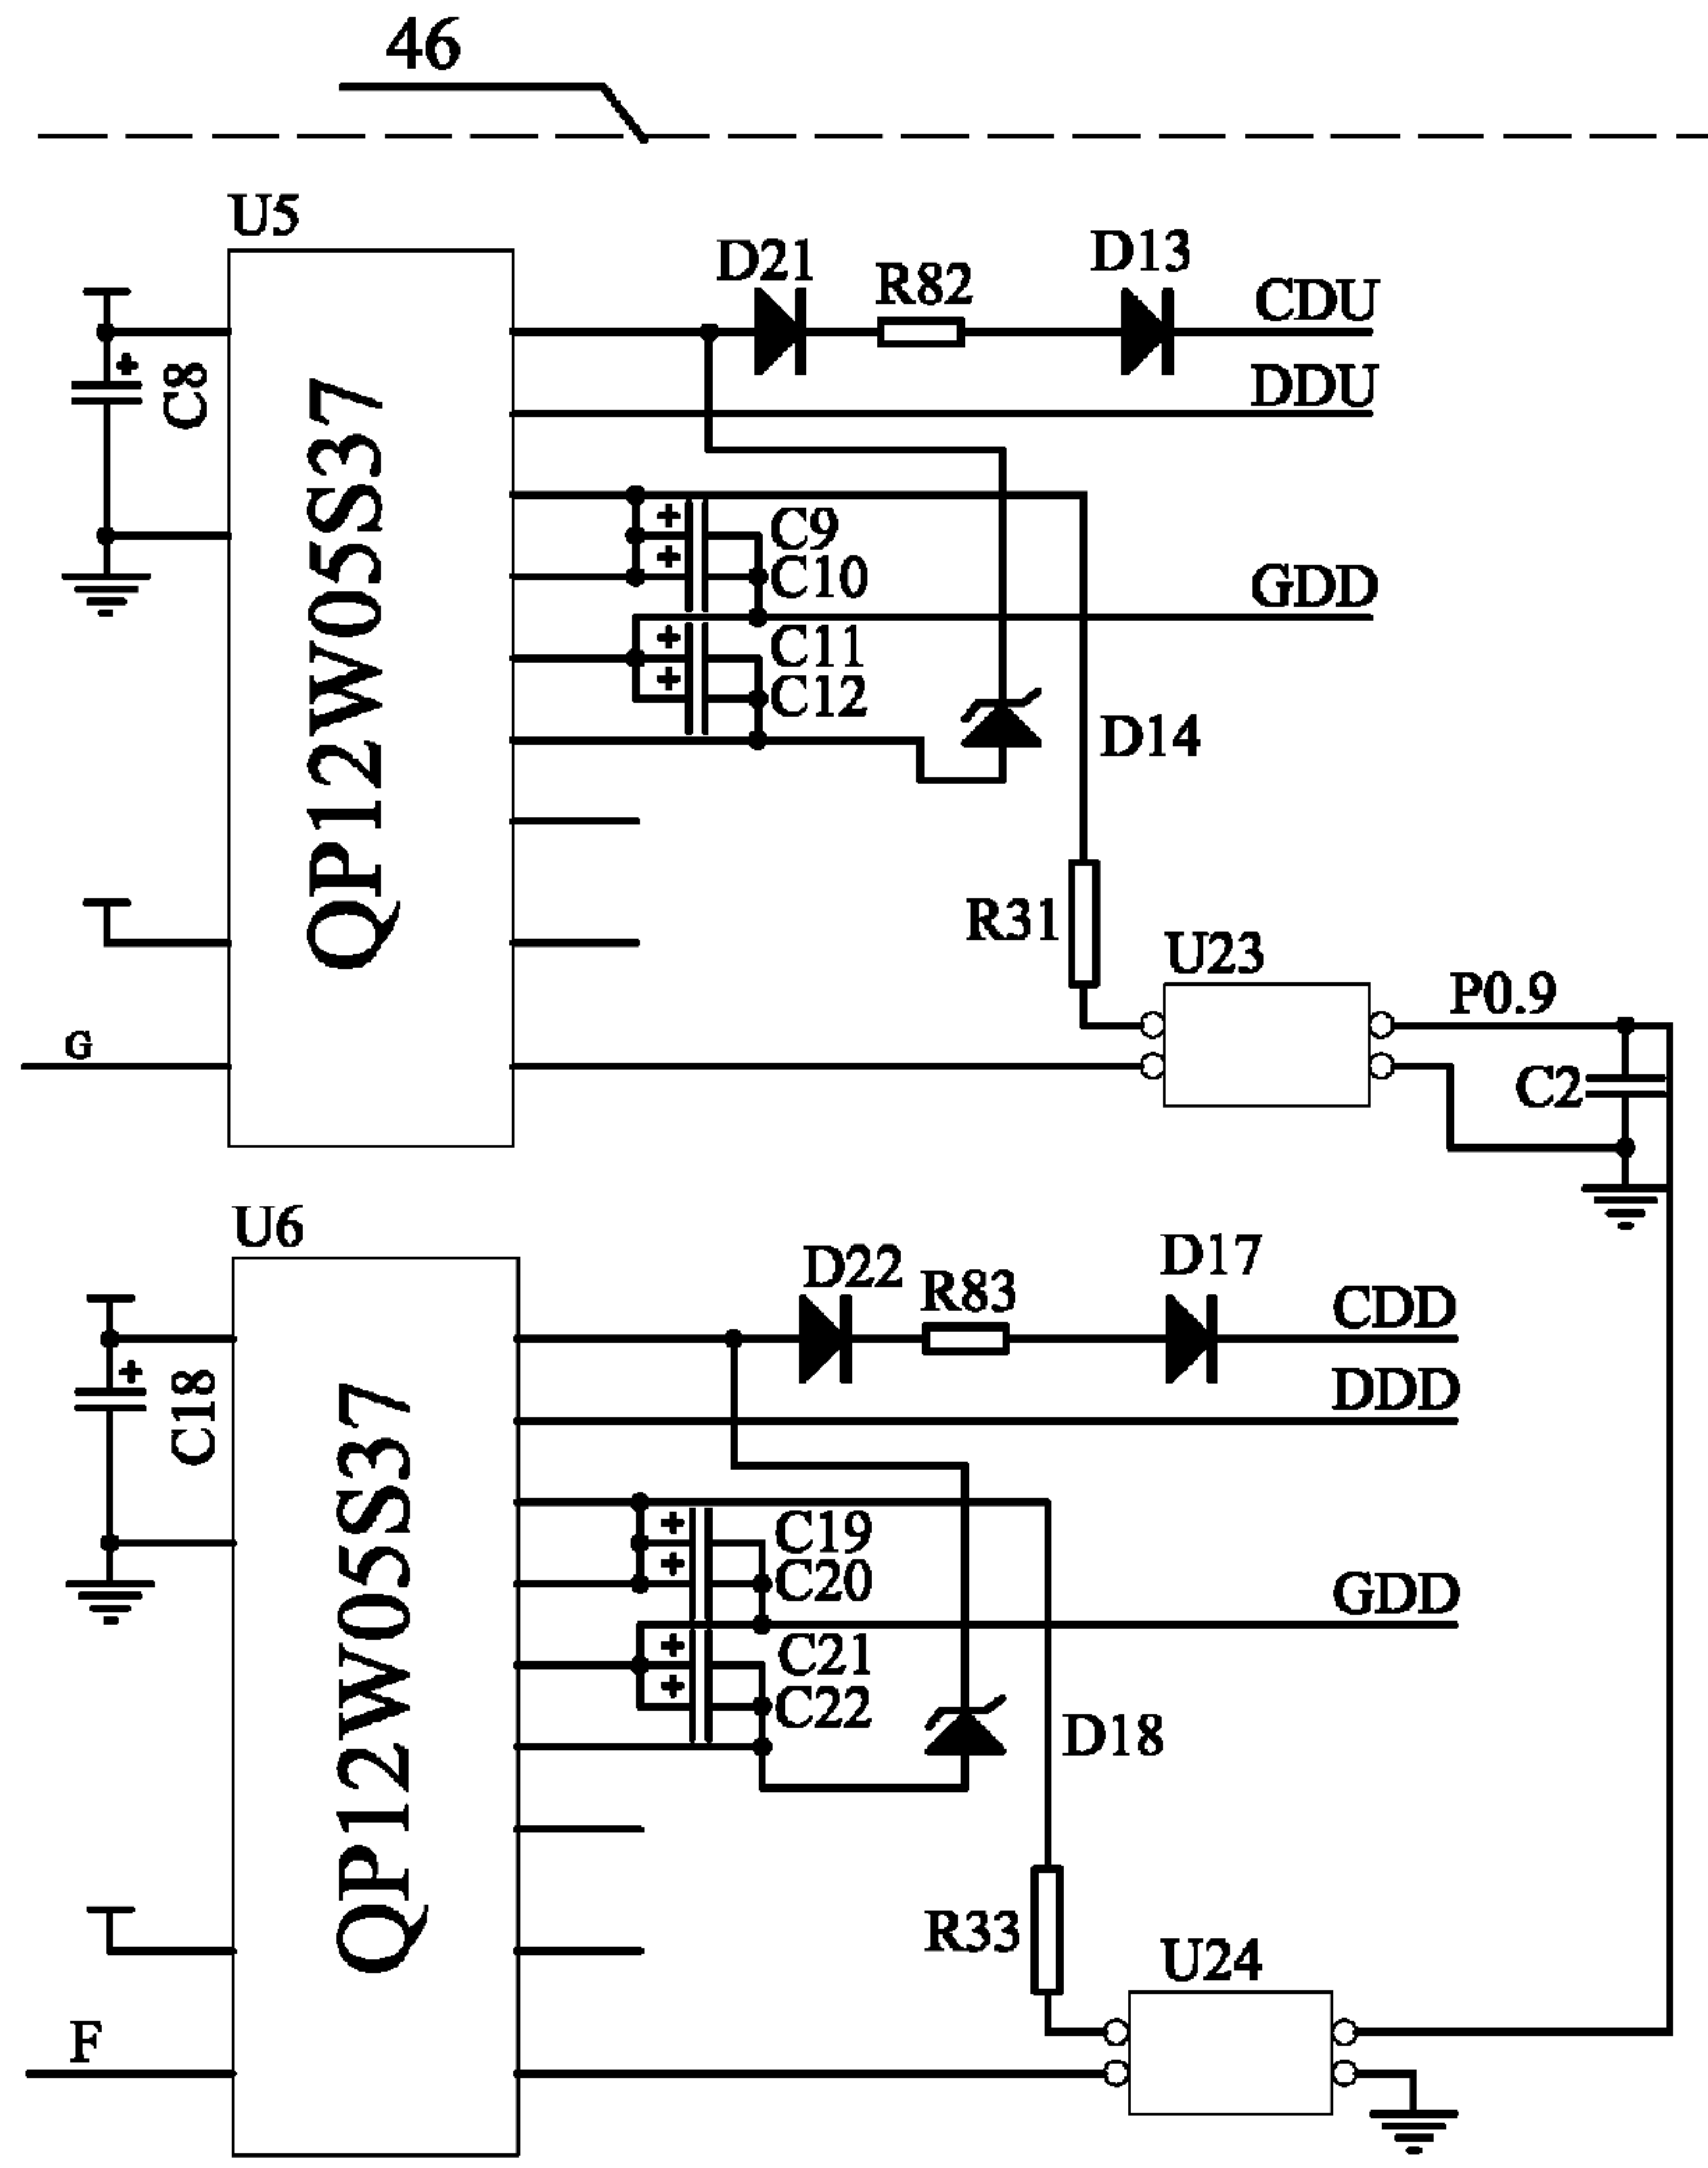 46
U5
D21
R82
D13
CDU
DDU
C8
+
QP12W05S37
+
+
C9
C10
GDD
+
+
C11
C12
D14
R31
U23
P0.9
G
C2
U6
D22
R83
D17
CDD
DDD
C18
+
QP12W05S37
+
+
C19
C20
GDD
+
+
C21
C22
D18
R33
U24
F